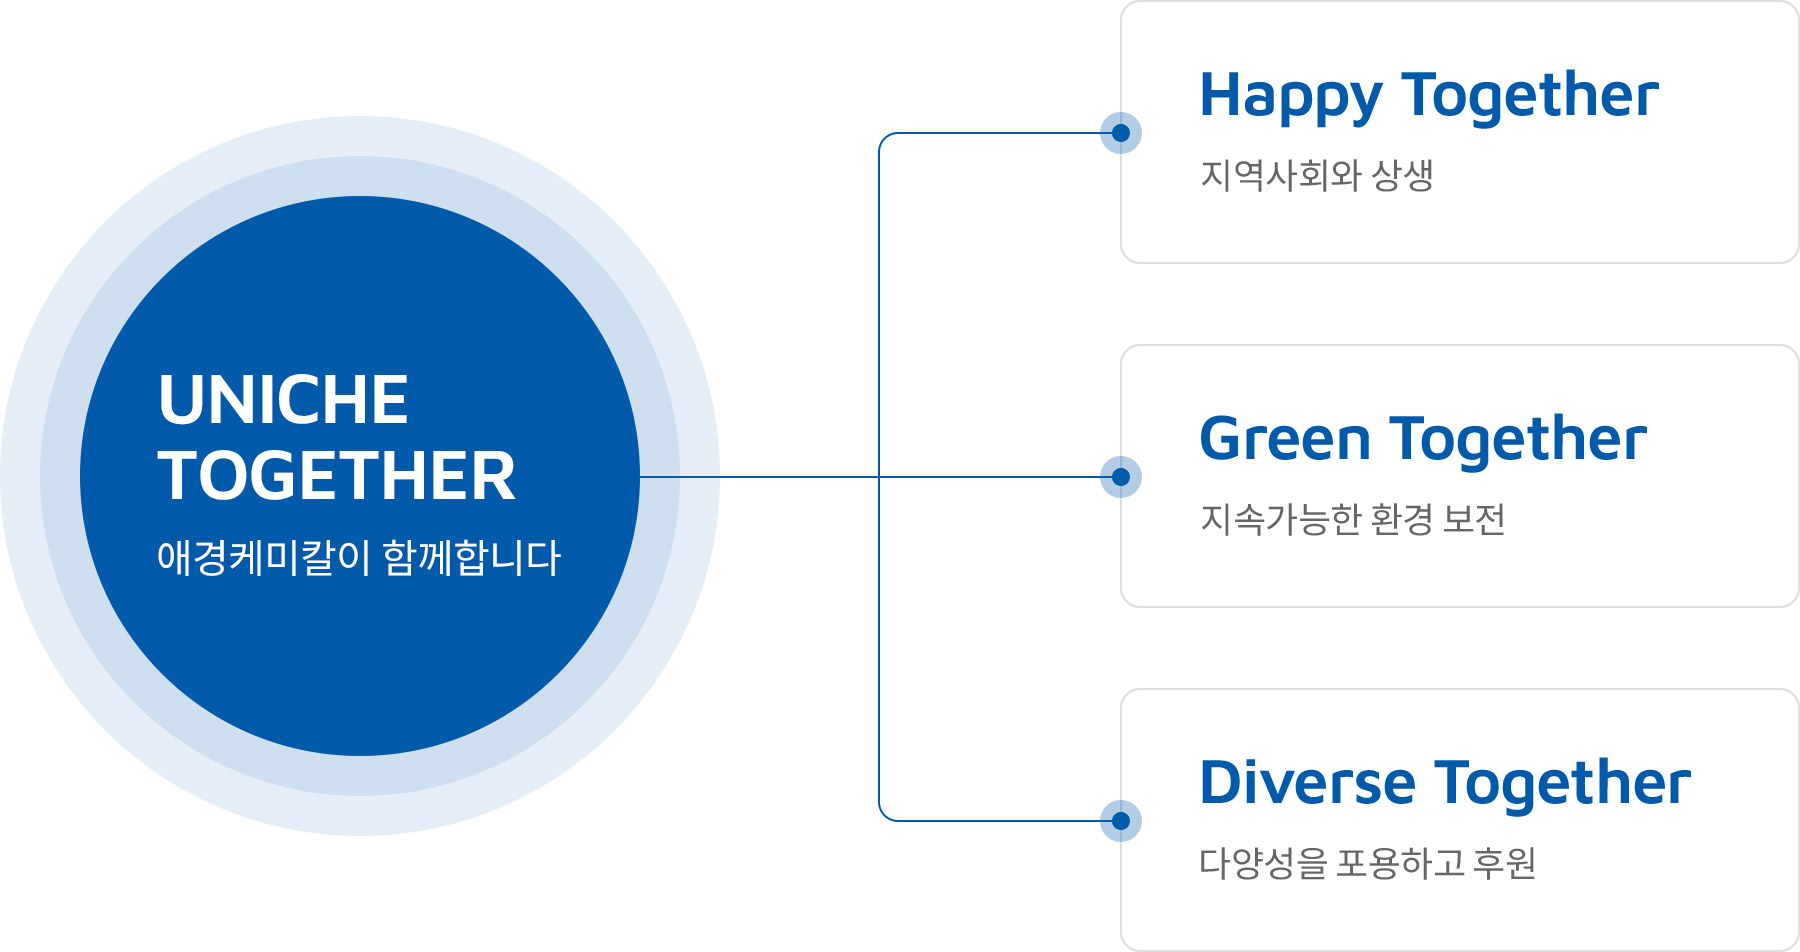 UNICHE
TOGETHER
애경케미칼이 함께합니다
Happy Together
지역사회와 상생
Green Together
지속가능한 환경 보전
Diverse Together
다양성을 포용하고 후원